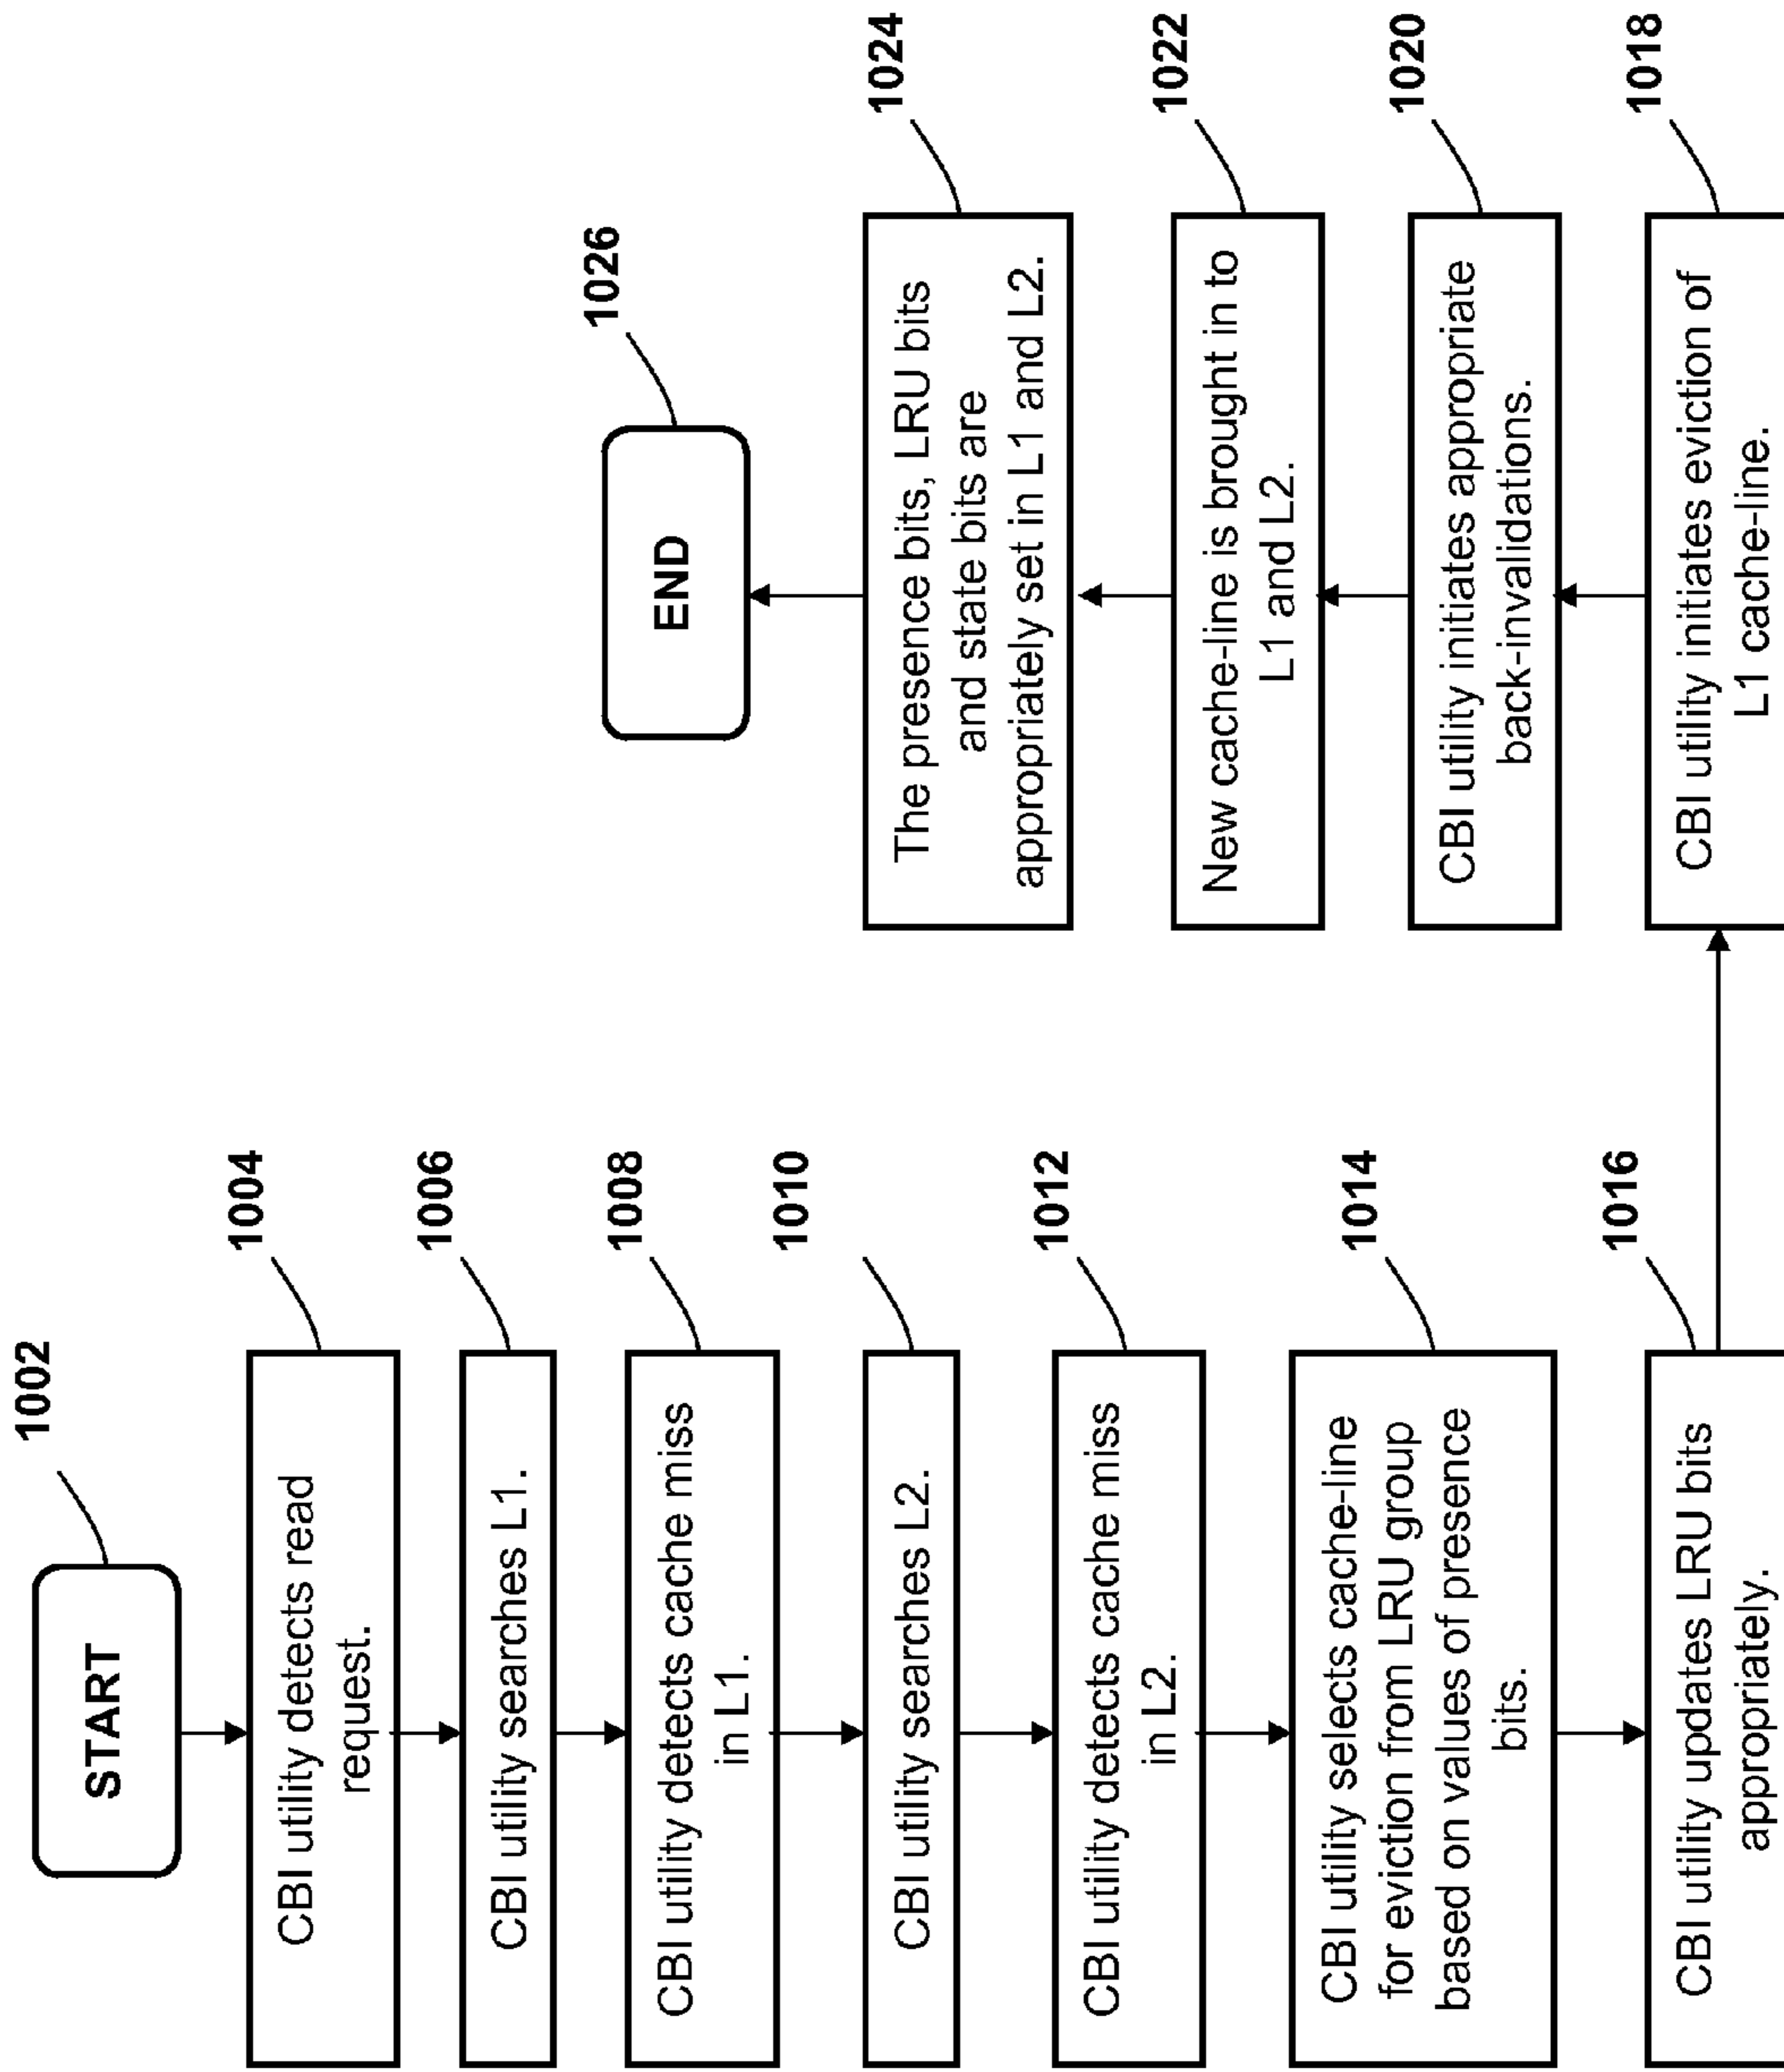 1002
START
1004
CBI utility detects read
request.
1006
CBI utility searches L1.
1008
CBI utility detects cache miss
in L1.
1010
CBI utility searches L2.
1012
CBI utility detects cache miss
in L2.
1014
CBI utility selects cache-line
for eviction from LRU group
based on values of presence
bits.
1016
CBI utility updates LRU bits
appropriately.
1018
CBI utility initiates eviction of
L1 cache-line.
1020
CBI utility initiates appropriate
back-invalidations.
1022
New cache-line is brought in to
L1 and L2.
1024
The presence bits, LRU bits
and state bits are
appropriately set in L1 and L2.
1026
END